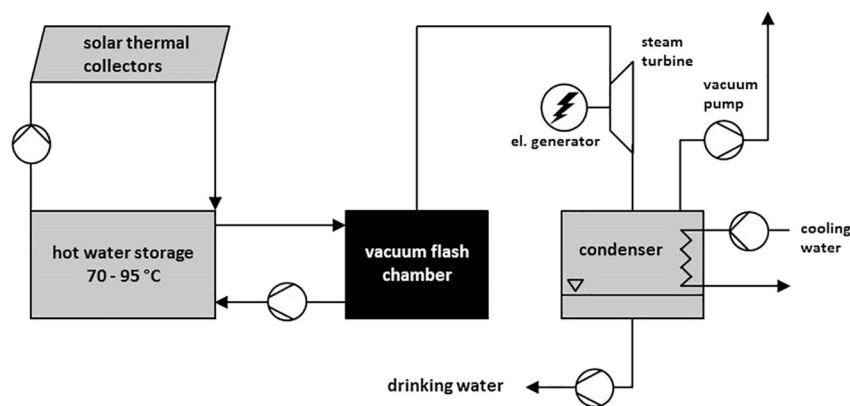 solar thermal
collectors
steam
turbine
vacuum
pump
el. generator
hot water storage
70 - 95 °C
vacuum flash
chamber
condenser
cooling
water
drinking water